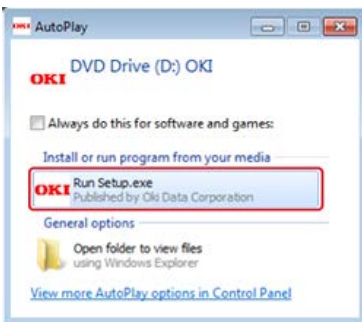 OKI AutoPlay
DVD Drive (D:) OKI
OKI
Always do this for software and games:
Install or run program from your media
OKI Run Setup.exe
Published by Oki Data Corporation
General options
Open folder to view files
using Windows Explorer
View more AutoPlay options in Control Panel